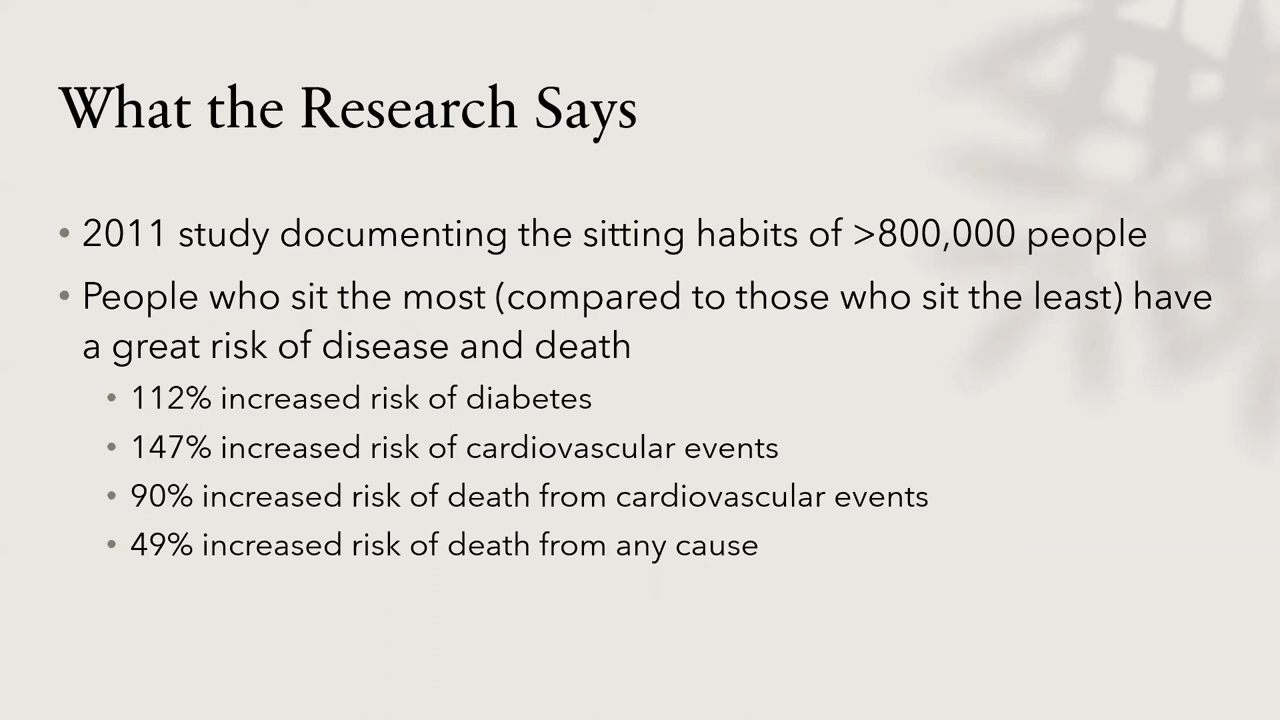 What the Research Says
• 2011 study documenting the sitting habits of >800,000 people
• People who sit the most (compared to those who sit the least) have
a great risk of disease and death
• 112% increased risk of diabetes
• 147% increased risk of cardiovascular events
• 90% increased risk of death from cardiovascular events
• 49% increased risk of death from any cause